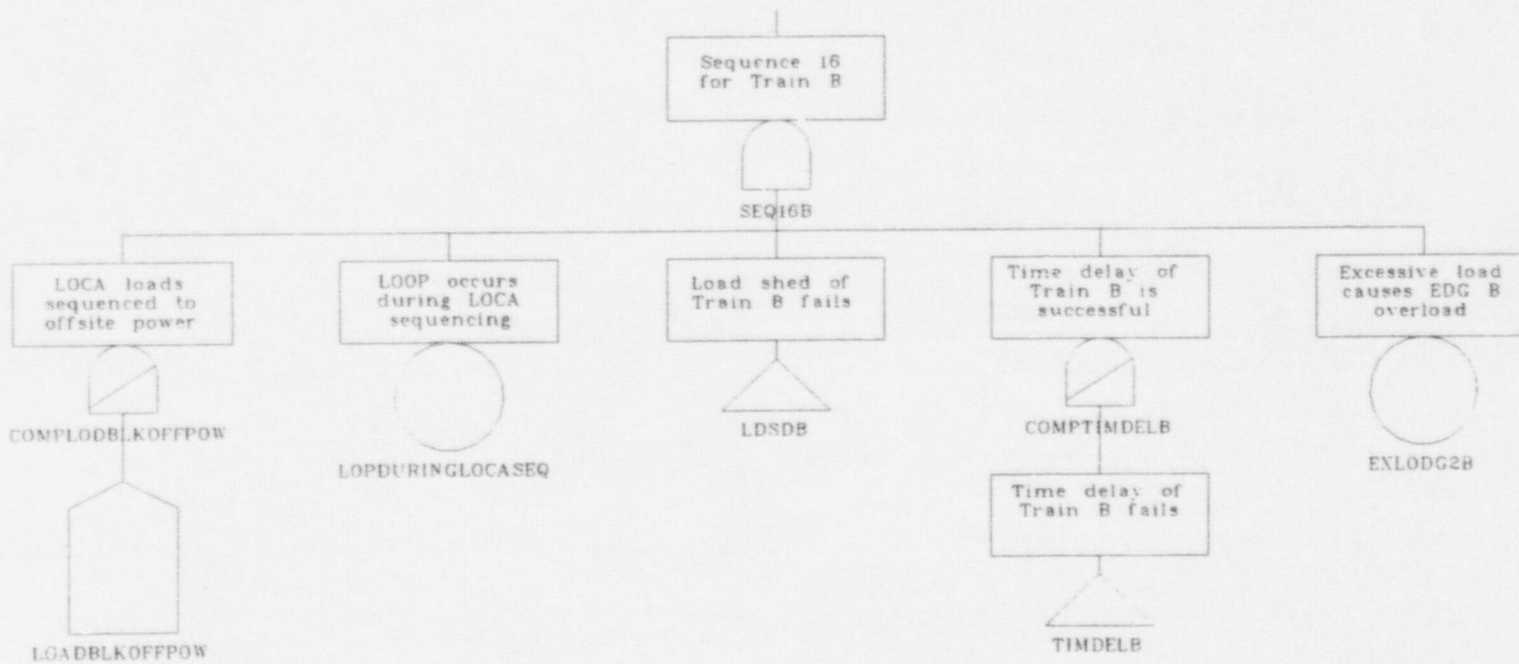 Sequence 16
for Train B
SEQ16B
LOCA loads
sequenced to
offsite power
LOOP occurs
during LOCA
sequencing
Load shed of
Train B fails
Time delay of
Train B is
successful
Excessive load
causes EDG B
overload
COMPLODBLKOFFPOW
LOPDURINGLOCASEQ
LDSDB
COMPTIMDELB
EXLODG2B
Time delay of
Train B fails
LOADBLKOFFPOW
TIMDELB